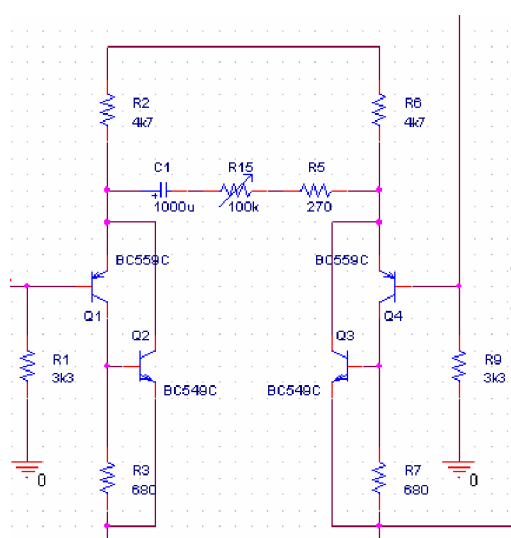 R2
4k7
R6
4k7
C1
R15
R5
+
1000u
100k
270
BC559C
BC559C
Q1
Q4
Q2
Q3
R1
3k3
BC549C
BC549C
R9
3k3
R3
680
R7
680
0
0